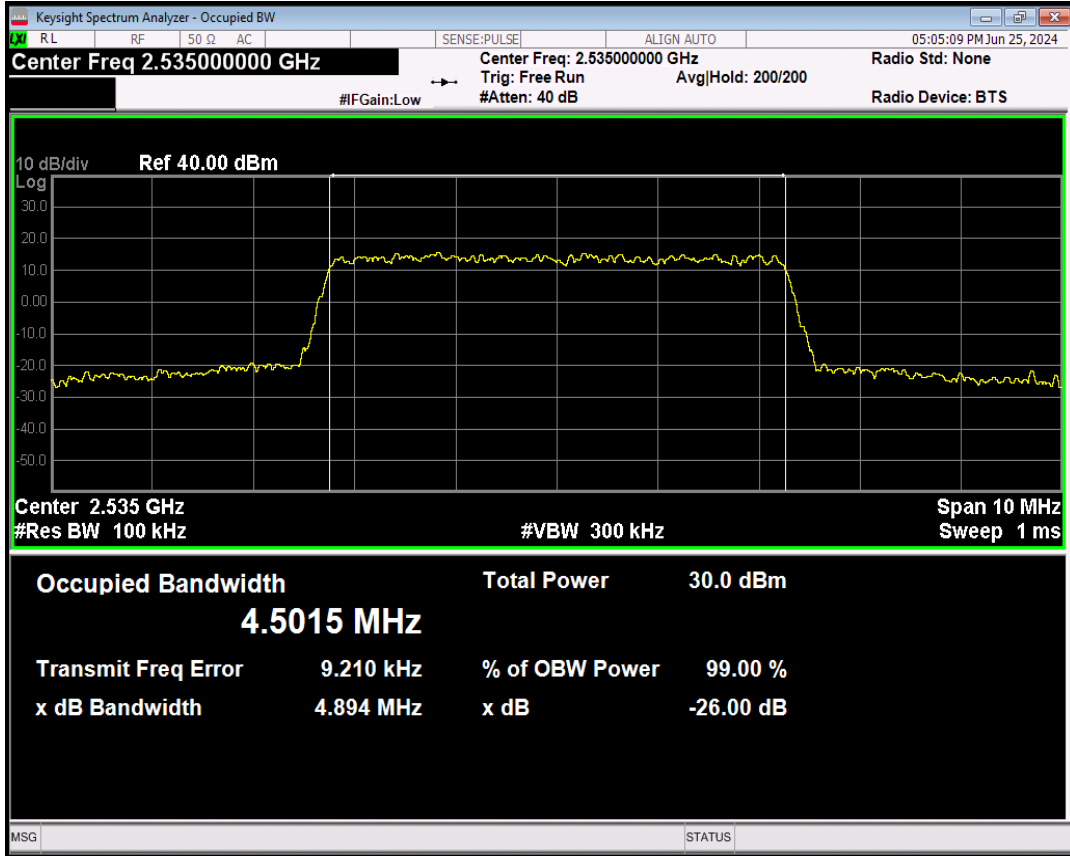 Keysight Spectrum Analyzer - Occupied BW
LXI RL RF 50 Ω AC SENSE:PULSE ALIGN AUTO 05:05:09 PM Jun 25, 2024
Center Freq 2.535000000 GHz
Center Freq: 2.535000000 GHz
Radio Std: None
Trig: Free Run Avg|Hold: 200/200
#IFGain:Low #Atten: 40 dB Radio Device: BTS
10 dB/div Ref 40.00 dBm
Log
30.0
20.0
10.0
0.00
-10.0
-20.0
-30.0
-40.0
-50.0
Center 2.535 GHz Span 10 MHz
#Res BW 100 kHz #VBW 300 kHz Sweep 1 ms
Occupied Bandwidth Total Power 30.0 dBm
4.5015 MHz
Transmit Freq Error 9.210 kHz % of OBW Power 99.00 %
x dB Bandwidth 4.894 MHz x dB -26.00 dB
MSG STATUS